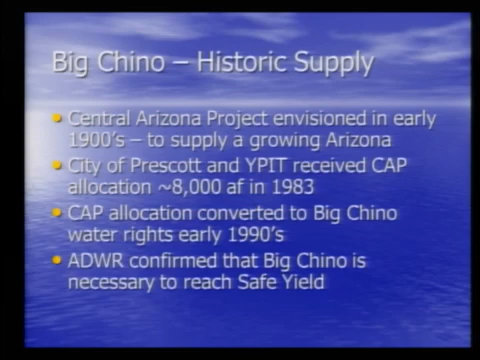 Big Chino – Historic Supply
• Central Arizona Project envisioned in early
1900's – to supply a growing Arizona
• City of Prescott and YPIT received CAP
allocation ~8,000 af in 1983
• CAP allocation converted to Big Chino
water rights early 1990's
• ADWR confirmed that Big Chino is
necessary to reach Safe Yield